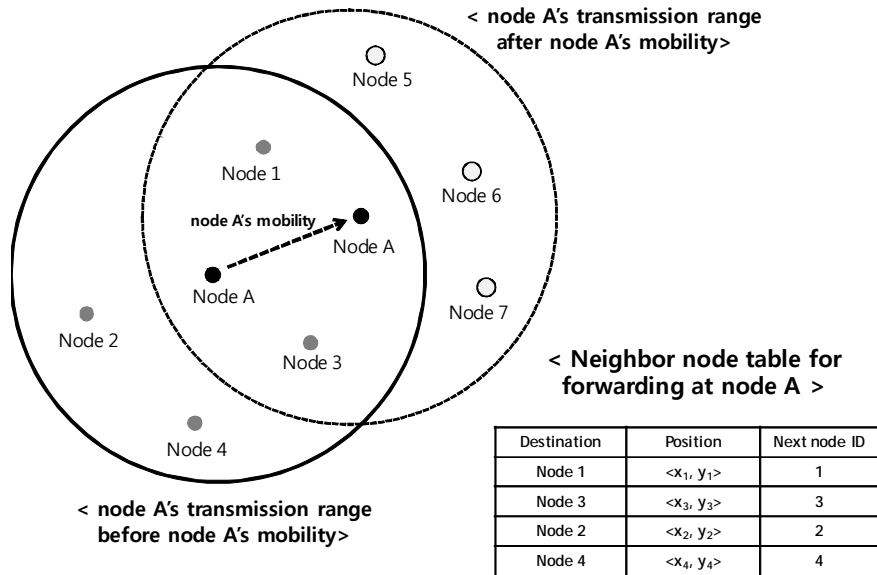 < node A's transmission range
after node A's mobility>
Node 5
Node 1
Node 6
node A's mobility
Node A
Node A
Node 7
Node 2
Node 3
Node 4
< Neighbor node table for
forwarding at node A >
< node A's transmission range
before node A's mobility>
Destination Position Next node ID
Node 1 <x₁, y₁> 1
Node 3 <x₃, y₃> 3
Node 2 <x₂, y₂> 2
Node 4 <x₄, y₄> 4